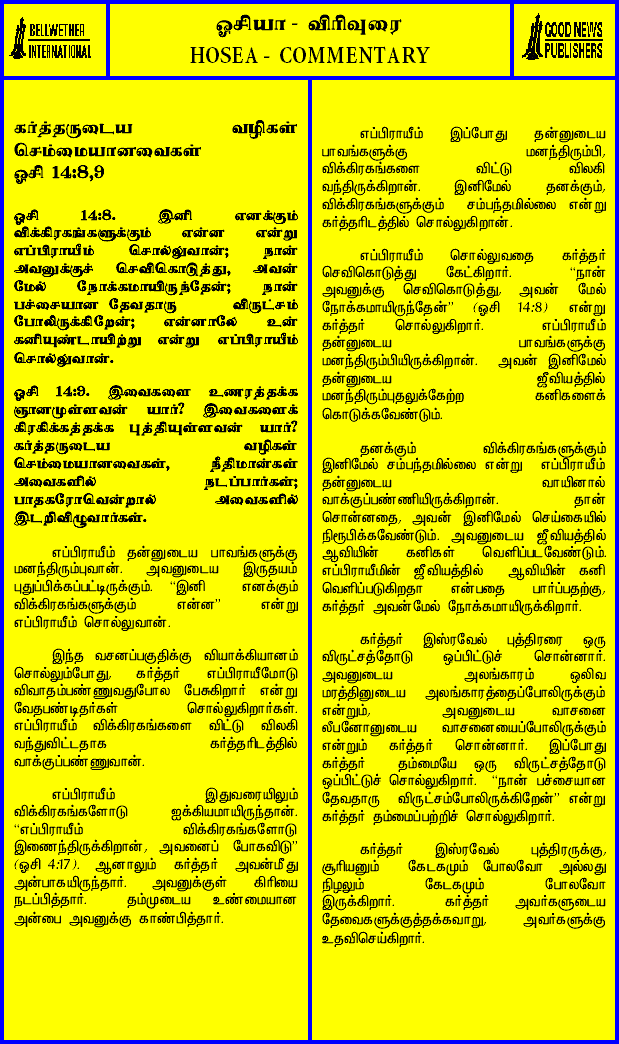 BELLWETHER
INTERNATIONAL
ஓசியா - விரிவுரை
HOSEA - COMMENTARY
GOOD NEWS
PUBLISHERS
கர்த்தருடைய வழிகள்
செம்மையானவைகள்
ஓசி 14:8,9
ஓசி 14:8. இனி எனக்கும்
விக்கிரகங்களுக்கும் என்ன என்று
எப்பிராயீம் சொல்லுவான்; நான்
அவனுக்குச் செவிகொடுத்து, அவன்
மேல் நோக்கமாயிருந்தேன்; நான்
பச்சையான தேவதாரு விருட்சம்
போலிருக்கிறேன்; என்னாலே உன்
கனியுண்டாயிற்று என்று எப்பிராயீம்
சொல்லுவான்.
ஓசி 14:9. இவைகளை உணரத்தக்க
ஞானமுள்ளவன் யார்? இவைகளைக்
கிரகிக்கத்தக்க புத்தியுள்ளவன் யார்?
கர்த்தருடைய வழிகள்
செம்மையானவைகள், நீதிமான்கள்
அவைகளில் நடப்பார்கள்;
பாதகரோவென்றால் அவைகளில்
இடறிவிழுவார்கள்.
எப்பிராயீம் தன்னுடைய பாவங்களுக்கு
மனந்திரும்புவான். அவனுடைய இருதயம்
புதுப்பிக்கப்பட்டிருக்கும். “இனி எனக்கும்
விக்கிரகங்களுக்கும் என்ன” என்று
எப்பிராயீம் சொல்லுவான்.
இந்த வசனப்பகுதிக்கு வியாக்கியானம்
சொல்லும்போது, கர்த்தர் எப்பிராயீமோடு
விவாதம்பண்ணுவதுபோல பேசுகிறார் என்று
வேதபண்டிதர்கள் சொல்லுகிறார்கள்.
எப்பிராயீம் விக்கிரகங்களை விட்டு விலகி
வந்துவிட்டதாக கர்த்தரிடத்தில்
வாக்குப்பண்ணுவான்.
எப்பிராயீம் இதுவரையிலும்
விக்கிரகங்களோடு ஐக்கியமாயிருந்தான்.
“எப்பிராயீம் விக்கிரகங்களோடு
இணைந்திருக்கிறான், அவனைப் போகவிடு”
(ஓசி 4:17). ஆனாலும் கர்த்தர் அவன்மீது
அன்பாகயிருந்தார். அவனுக்குள் கிரியை
நடப்பித்தார். தம்முடைய உண்மையான
அன்பை அவனுக்கு காண்பித்தார்.
எப்பிராயீம் இப்போது தன்னுடைய
பாவங்களுக்கு மனந்திரும்பி,
விக்கிரகங்களை விட்டு விலகி
வந்திருக்கிறான். இனிமேல் தனக்கும்,
விக்கிரகங்களுக்கும் சம்பந்தமில்லை என்று
கர்த்தரிடத்தில் சொல்லுகிறான்.
எப்பிராயீம் சொல்லுவதை கர்த்தர்
செவிகொடுத்து கேட்கிறார். “நான்
அவனுக்கு செவிகொடுத்து, அவன் மேல்
நோக்கமாயிருந்தேன்” (ஒசி 14:8) என்று
கர்த்தர் சொல்லுகிறார். எப்பிராயீம்
தன்னுடைய பாவங்களுக்கு
மனந்திரும்பியிருக்கிறான். அவன் இனிமேல்
தன்னுடைய ஜீவியத்தில்
மனந்திரும்புதலுக்கேற்ற கனிகளைக்
கொடுக்கவேண்டும்.
தனக்கும் விக்கிரகங்களுக்கும்
இனிமேல் சம்பந்தமில்லை என்று எப்பிராயீம்
தன்னுடைய வாயினால்
வாக்குப்பண்ணியிருக்கிறான். தான்
சொன்னதை, அவன் இனிமேல் செய்கையில்
நிரூபிக்கவேண்டும். அவனுடைய ஜீவியத்தில்
ஆவியின் கனிகள் வெளிப்படவேண்டும்.
எப்பிராயீமின் ஜீவியத்தில் ஆவியின் கனி
வெளிப்படுகிறதா என்பதை பார்ப்பதற்கு,
கர்த்தர் அவன்மேல் நோக்கமாயிருக்கிறார்.
கர்த்தர் இஸ்ரவேல் புத்திரரை ஒரு
விருட்சத்தோடு ஒப்பிட்டுச் சொன்னார்.
அவனுடைய அலங்காரம் ஒலிவ
மரத்தினுடைய அலங்காரத்தைப்போலிருக்கும்
என்றும், அவனுடைய வாசனை
லீபனோனுடைய வாசனையைப்போலிருக்கும்
என்றும் கர்த்தர் சொன்னார். இப்போது
கர்த்தர் தம்மையே ஒரு விருட்சத்தோடு
ஒப்பிட்டுச் சொல்லுகிறார். “நான் பச்சையான
தேவதாரு விருட்சம்போலிருக்கிறேன்” என்று
கர்த்தர் தம்மைப்பற்றிச் சொல்லுகிறார்.
கர்த்தர் இஸ்ரவேல் புத்திரருக்கு,
சூரியனும் கேடகமும் போலவோ அல்லது
நிழலும் கேடகமும் போலவோ
இருக்கிறார். கர்த்தர் அவர்களுடைய
தேவைகளுக்குத்தக்கவாறு, அவர்களுக்கு
உதவிசெய்கிறார்.